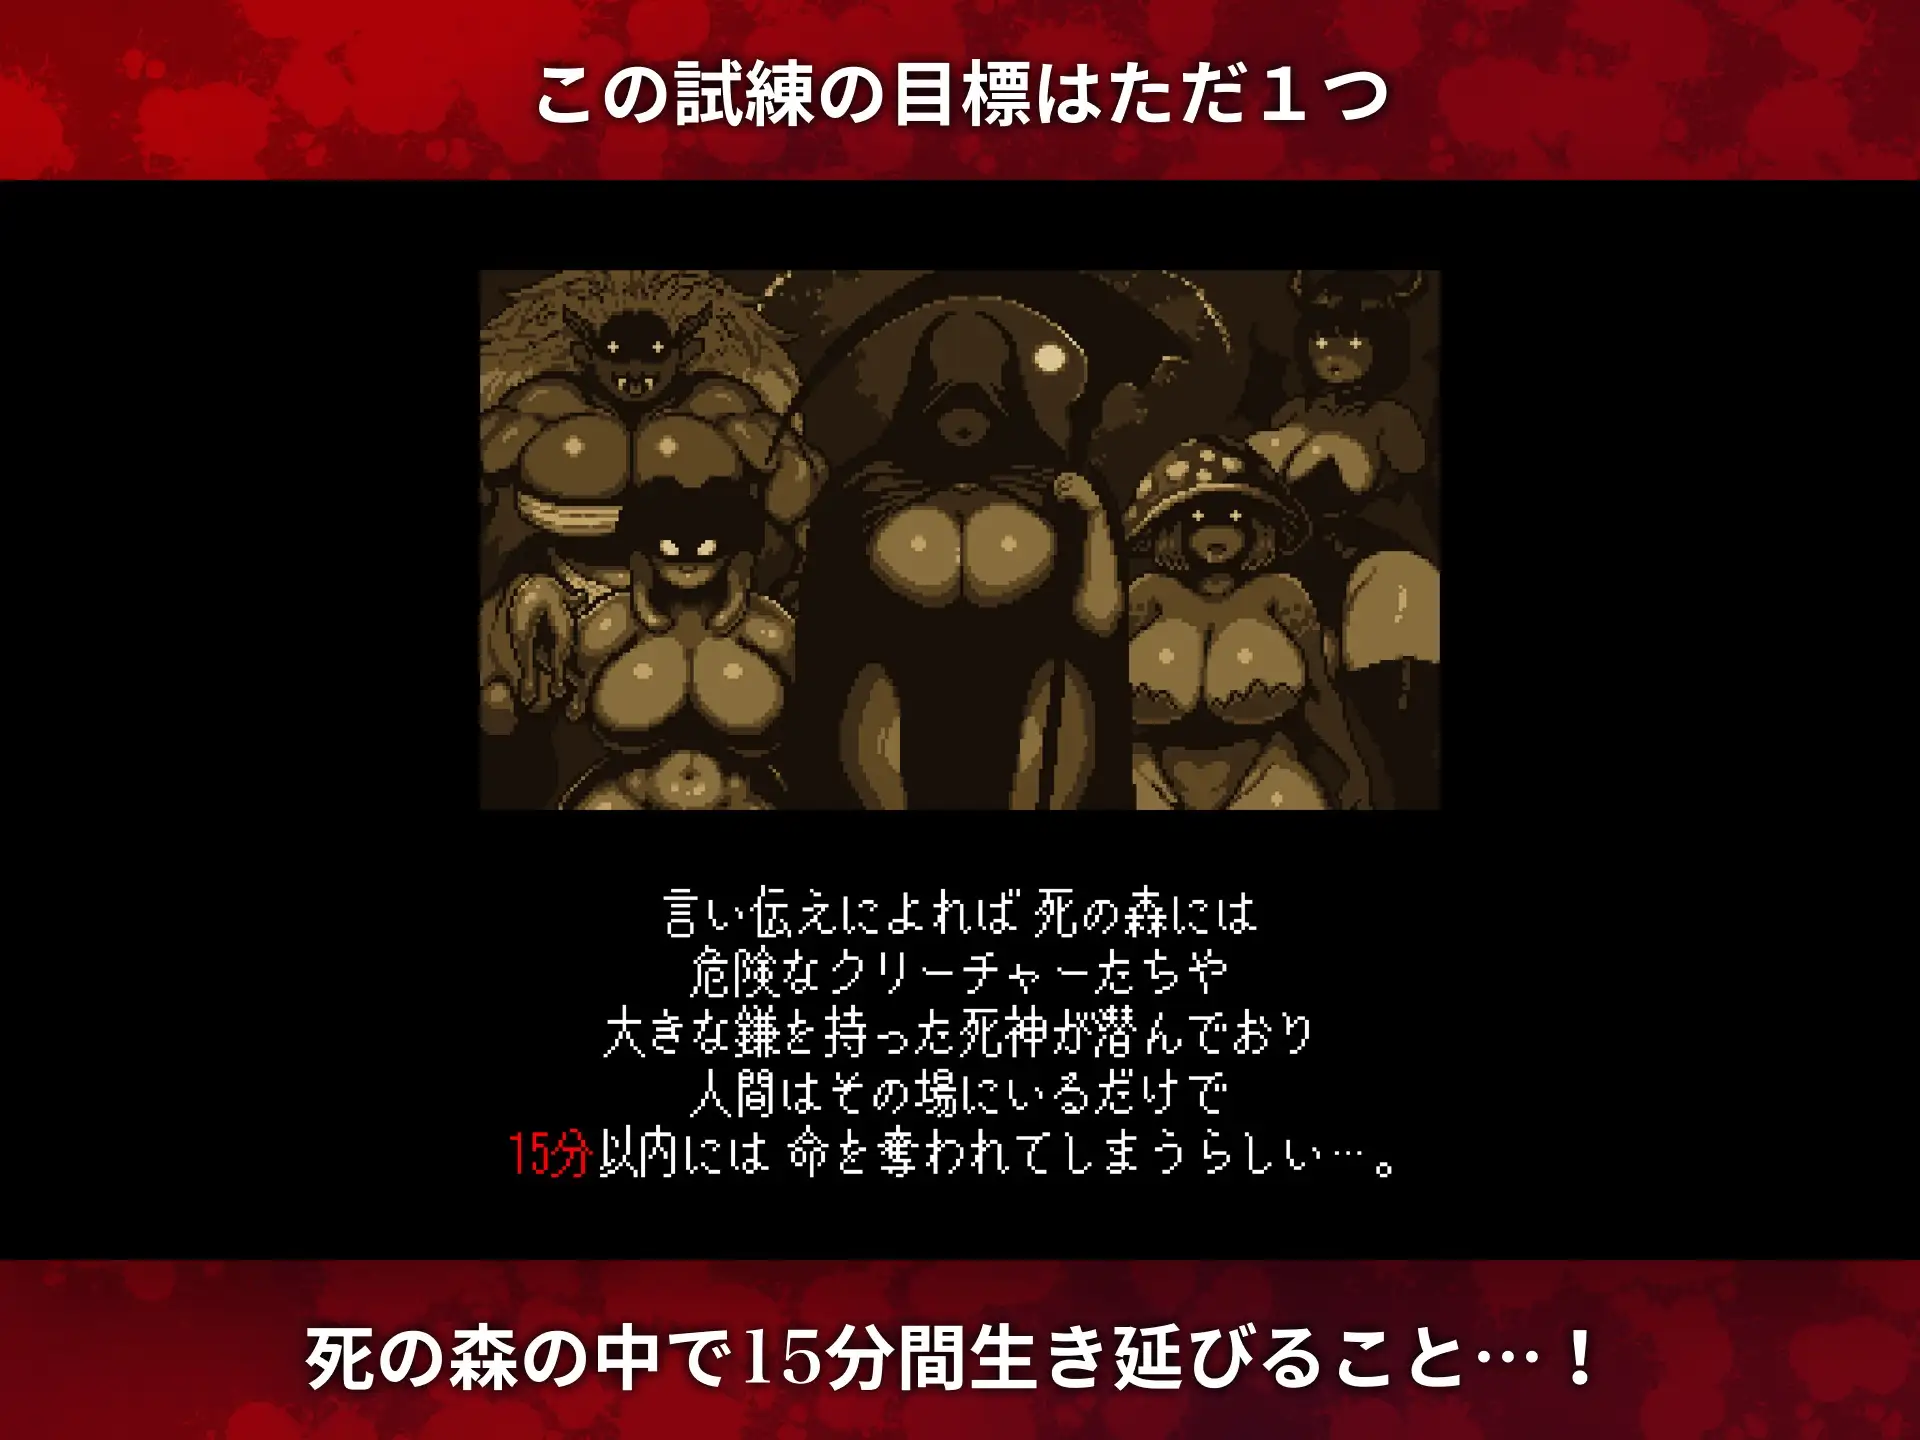 この試練の目標はただ１つ
言い伝えによれば 死の森には
危険なクリーチャーたちや
大きな鎌を持った死神が潜んでおり
人間はその場にいるだけで
15分以内には 命を奪われてしまうらしい…。
死の森の中で15分間生き延びること…！